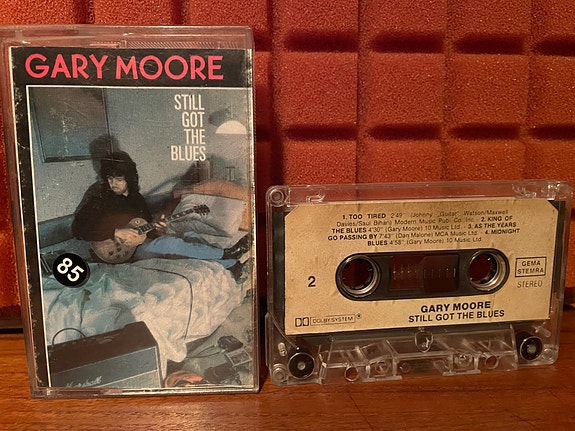 GARY MOORE
STILL
GOT
THE
BLUES
85
Marshall
1. TOO TIRED 2'49" (Johnny „Guitar" Watson/Maxwell
Davies/Saul Bihari) Modern Music Pub. Co. Inc. - 2. KING OF
THE BLUES 4'30" (Gary Moore) 10 Music Ltd. - 3. AS THE YEARS
GO PASSING BY 7'43" (Dan Malone) MCA Music Ltd. - 4. MIDNIGHT
BLUES 4'58" (Gary Moore) 10 Music Ltd.
2
GEMA
STEMRA
STEREO
GARY MOORE
DOLBY SYSTEM
STILL GOT THE BLUES